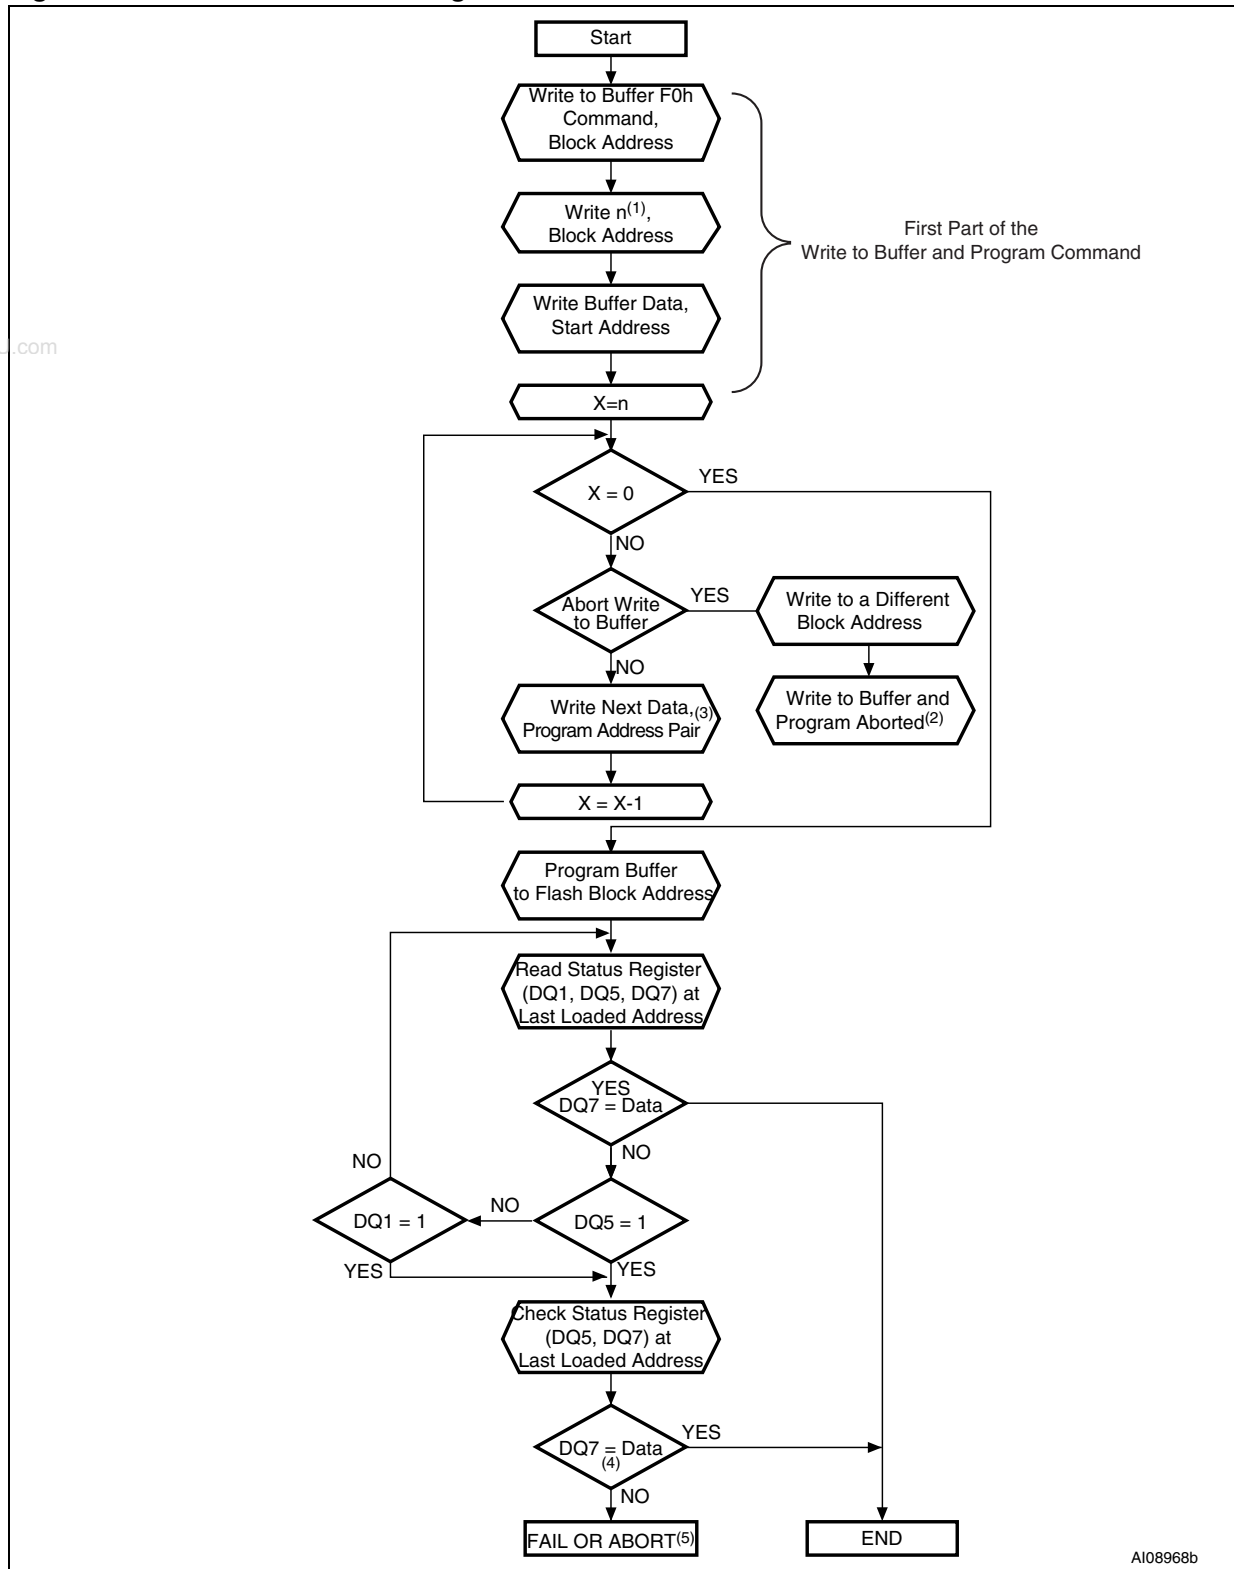 Start
Write to Buffer F0h
Command,
Block Address
Write n(1),
Block Address
First Part of the
Write to Buffer and Program Command
Write Buffer Data,
Start Address
.com
X=n
X = 0
YES
NO
Abort Write
to Buffer
YES
Write to a Different
Block Address
NO
Write Next Data,(3)
Program Address Pair
Write to Buffer and
Program Aborted(2)
X = X-1
Program Buffer
to Flash Block Address
Read Status Register
(DQ1, DQ5, DQ7) at
Last Loaded Address
YES
DQ7 = Data
NO
NO
DQ1 = 1
NO
DQ5 = 1
YES
YES
Check Status Register
(DQ5, DQ7) at
Last Loaded Address
YES
DQ7 = Data
(4)
NO
FAIL OR ABORT(5)
END
AI08968b